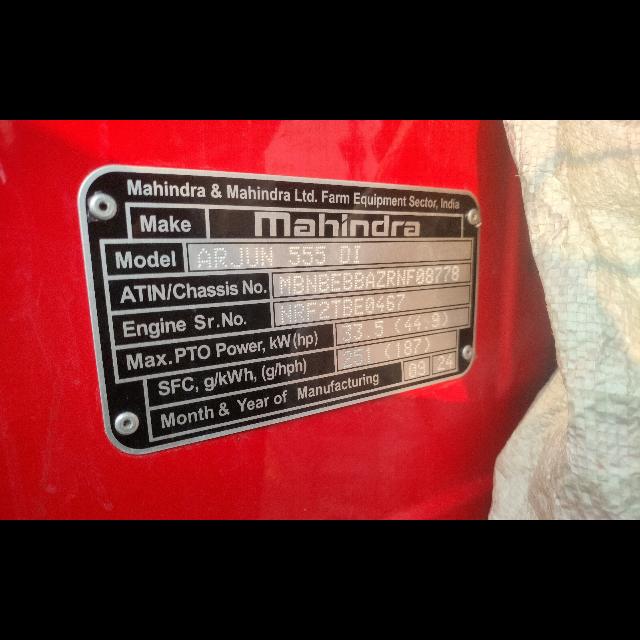 Mahindra & Mahindra Ltd. Farm Equipment Sector, India
Make Mahindra
Model ARJUN 555 DI
ATIN/Chassis No. MBNBEBBAZRNF08778
Engine Sr.No. NRF2TBE0467
Max.PTO Power, kW(hp) 33.5 (44.9)
SFC, g/kWh, (g/hph) 251 (187)
Month & Year of Manufacturing 09 24